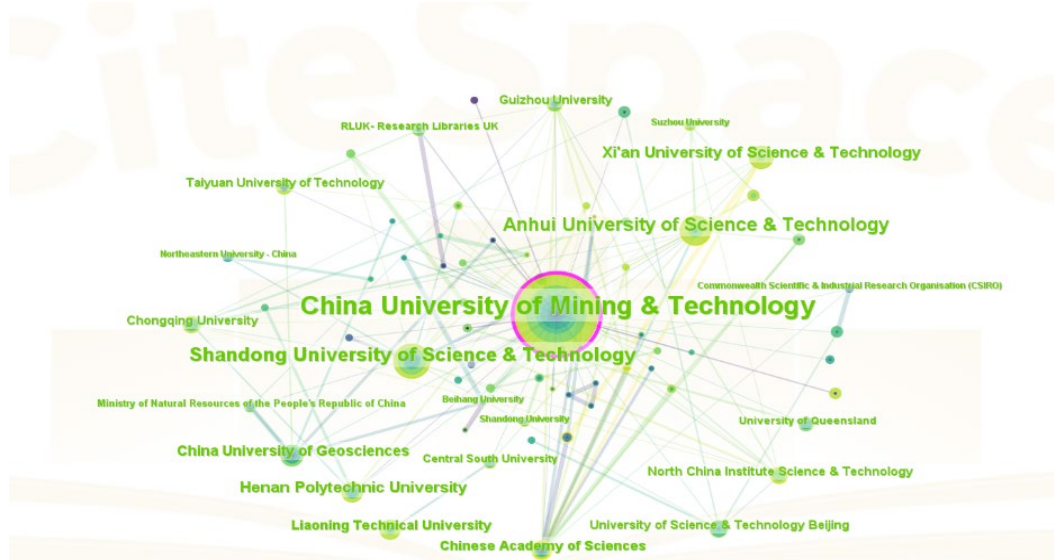 CiteSpace
Guizhou University
RLUK- Research Libraries UK
Suzhou University
Xi'an University of Science & Technology
Taiyuan University of Technology
Anhui University of Science & Technology
Northeastern University - China
Commonwealth Scientific & Industrial Research Organisation (CSIRO)
China University of Mining & Technology
Chongqing University
Shandong University of Science & Technology
Ministry of Natural Resources of the People's Republic of China
Beihang University
Shandong University
University of Queensland
China University of Geosciences
Central South University
North China Institute Science & Technology
Henan Polytechnic University
Liaoning Technical University
University of Science & Technology Beijing
Chinese Academy of Sciences